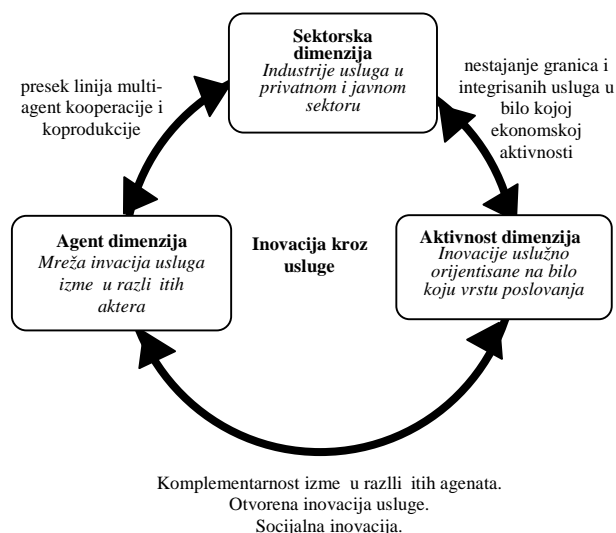 Sektorska
dimenzija
Industrije usluga u
privatnom i javnom
sektoru
presek linija multi-
agent kooperacije i
koprodukcije
nestajanje granica i
integrisanih usluga u
bilo kojoj
ekonomskoj
aktivnosti
Agent dimenzija
Mreža invacija usluga
izme u razli itih
aktera
Inovacija kroz
usluge
Aktivnost dimenzija
Inovacije uslužno
orijentisane na bilo
koju vrstu poslovanja
Komplementarnost izme u razlli itih agenata.
Otvorena inovacija usluge.
Socijalna inovacija.